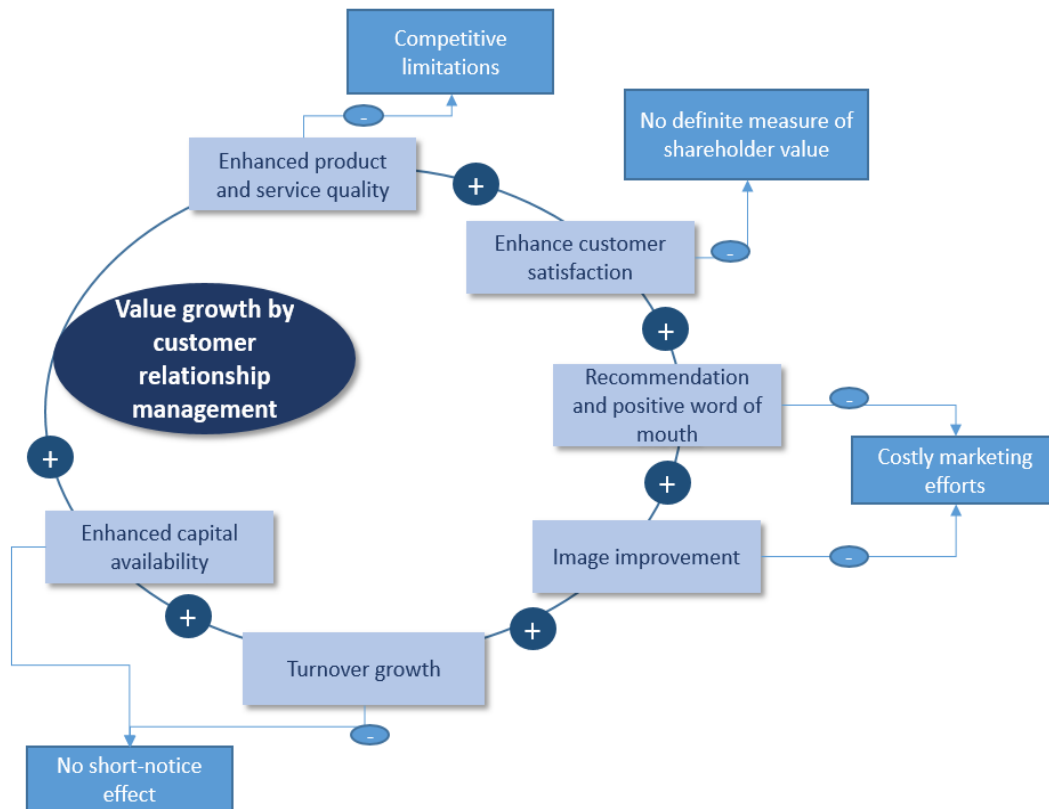 Competitive
limitations
-
No definite measure of
shareholder value
-
Enhanced product
and service quality
+
Enhance customer
satisfaction
+
Value growth by
customer
relationship
management
Recommendation
and positive word of
mouth
-
Costly marketing
efforts
+
+
Enhanced capital
availability
Image improvement
-
+
+
Turnover growth
-
No short-notice
effect